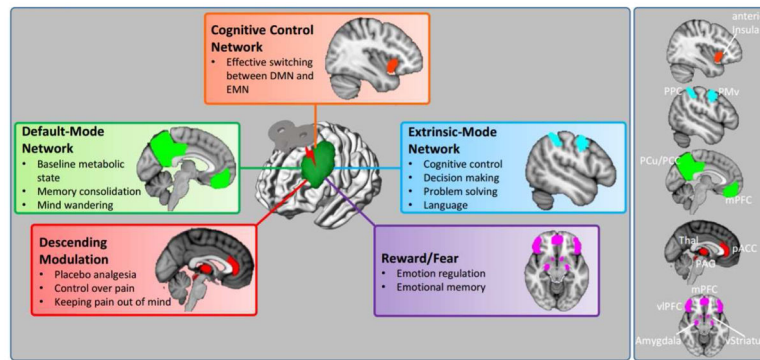 Cognitive Control
Network
• Effective switching
between DMN and
EMN
Default-Mode
Network
• Baseline metabolic
state
• Memory consolidation
• Mind wandering
Extrinsic-Mode
Network
• Cognitive control
• Decision making
• Problem solving
• Language
Descending
Modulation
• Placebo analgesia
• Control over pain
• Keeping pain out of mind
Reward/Fear
• Emotion regulation
• Emotional memory
anteri
Insula
PPC
PMv
PCu/PCC
mPFC
Thal
pACC
PAG
mPFC
vlPFC
Amygdala
vStriatu